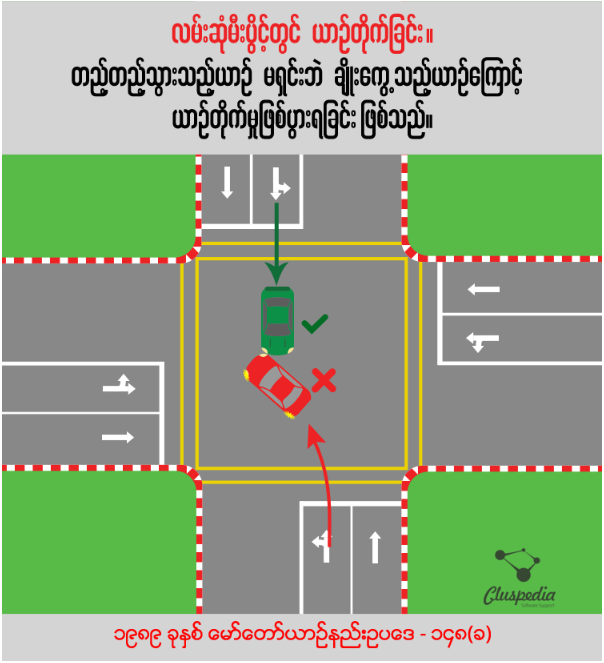 လမ်းဆုံမီးပွိုင့်တွင် ယာဉ်တိုက်ခြင်း။
တည့်တည့်သွားသည့်ယာဉ် မရှင်းဘဲ ချိုးကွေ့သည့်ယာဉ်ကြောင့်
ယာဉ်တိုက်မှုဖြစ်ပွားရခြင်း ဖြစ်သည်။
Cluspedia
Software Support
၁၉၈၉ ခုနှစ် မော်တော်ယာဉ်နည်းဥပဒေ - ၁၄၈(ခ)